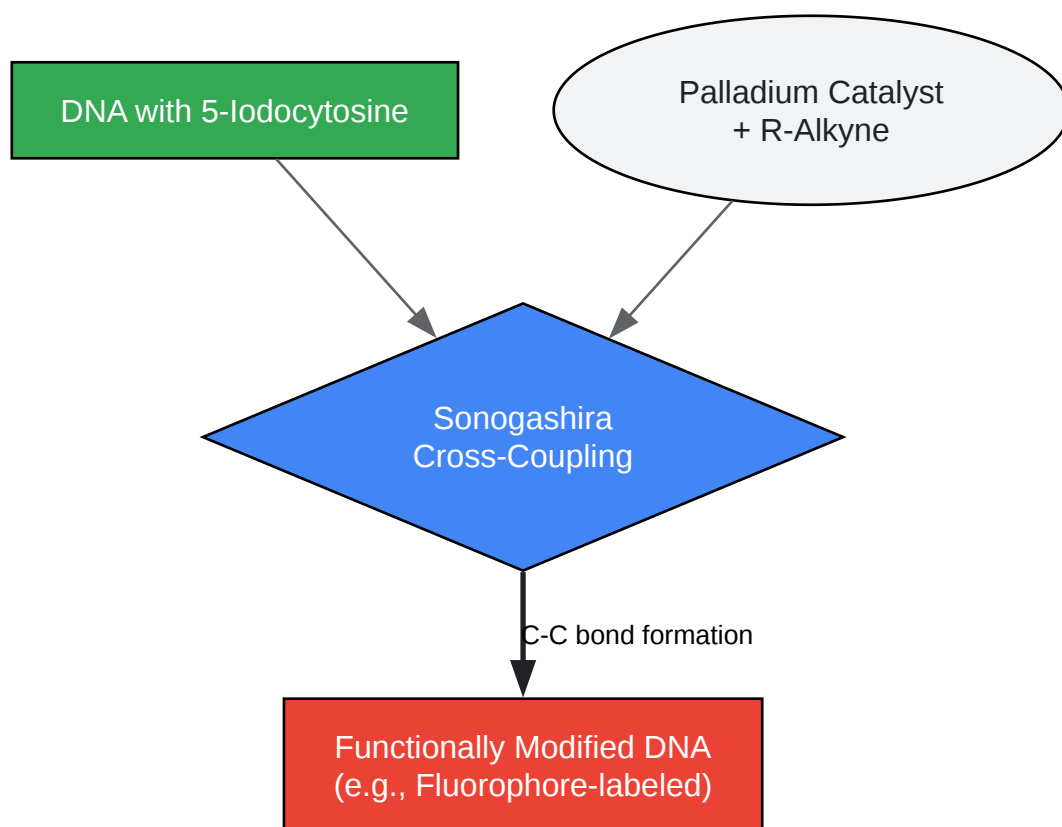 DNA with 5-Iodocytosine
Palladium Catalyst
+ R-Alkyne
Sonogashira
Cross-Coupling
C-C bond formation
Functionally Modified DNA
(e.g., Fluorophore-labeled)